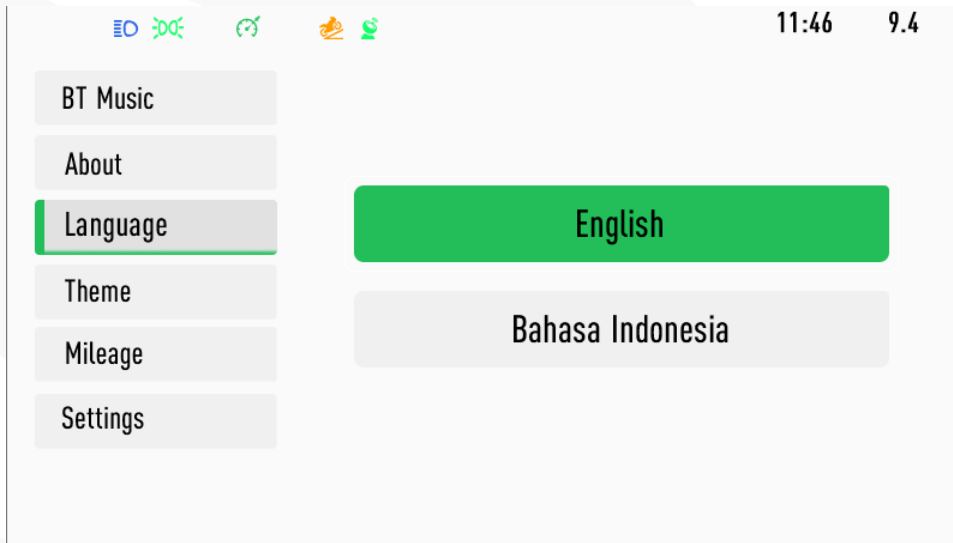 11:46 9.4
BT Music
About
Language
Theme
Mileage
Settings
English
Bahasa Indonesia